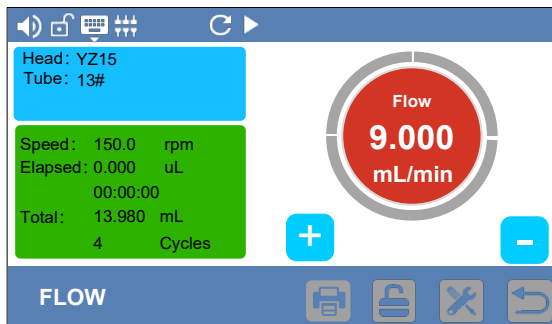 Head: YZ15
Tube: 13#
Speed: 150.0 rpm
Elapsed: 0.000 uL
00:00:00
Total: 13.980 mL
4 Cycles
Flow
9.000
mL/min
+
-
FLOW